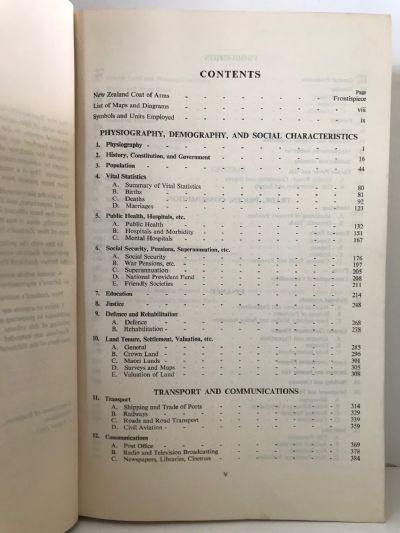 CONTENTS
Page
New Zealand Coat of Arms - - - - - - - Frontispiece
List of Maps and Diagrams - - - - - - - viii
Symbols and Units Employed - - - - - - - ix
PHYSIOGRAPHY, DEMOGRAPHY, AND SOCIAL CHARACTERISTICS
1. Physiography - - - - - - - 1
2. History, Constitution, and Government - - - - - - - 16
3. Population - - - - - - - 44
4. Vital Statistics
A. Summary of Vital Statistics - - - - - - - 80
B. Births - - - - - - - 81
C. Deaths - - - - - - - 92
D. Marriages - - - - - - - 123
5. Public Health, Hospitals, etc.
A. Public Health - - - - - - - 132
B. Hospitals and Morbidity - - - - - - - 151
C. Mental Hospitals - - - - - - - 167
6. Social Security, Pensions, Superannuation, etc.
A. Social Security - - - - - - - 176
B. War Pensions, etc. - - - - - - - 197
C. Superannuation - - - - - - - 205
D. National Provident Fund - - - - - - - 208
E. Friendly Societies - - - - - - - 211
7. Education - - - - - - - 214
8. Justice - - - - - - - 248
9. Defence and Rehabilitation
A. Defence - - - - - - - 268
B. Rehabilitation - - - - - - - 278
10. Land Tenure, Settlement, Valuation, etc.
A. General - - - - - - - 285
B. Crown Land - - - - - - - 296
C. Maori Lands - - - - - - - 301
D. Surveys and Maps - - - - - - - 305
E. Valuation of Land - - - - - - - 308
TRANSPORT AND COMMUNICATIONS
11. Transport
A. Shipping and Trade of Ports - - - - - - - 314
B. Railways - - - - - - - 329
C. Roads and Road Transport - - - - - - - 339
D. Civil Aviation - - - - - - - 359
12. Communications
A. Post Office - - - - - - - 369
B. Radio and Television Broadcasting - - - - - - - 378
C. Newspapers, Libraries, Cinemas - - - - - - - 384
V